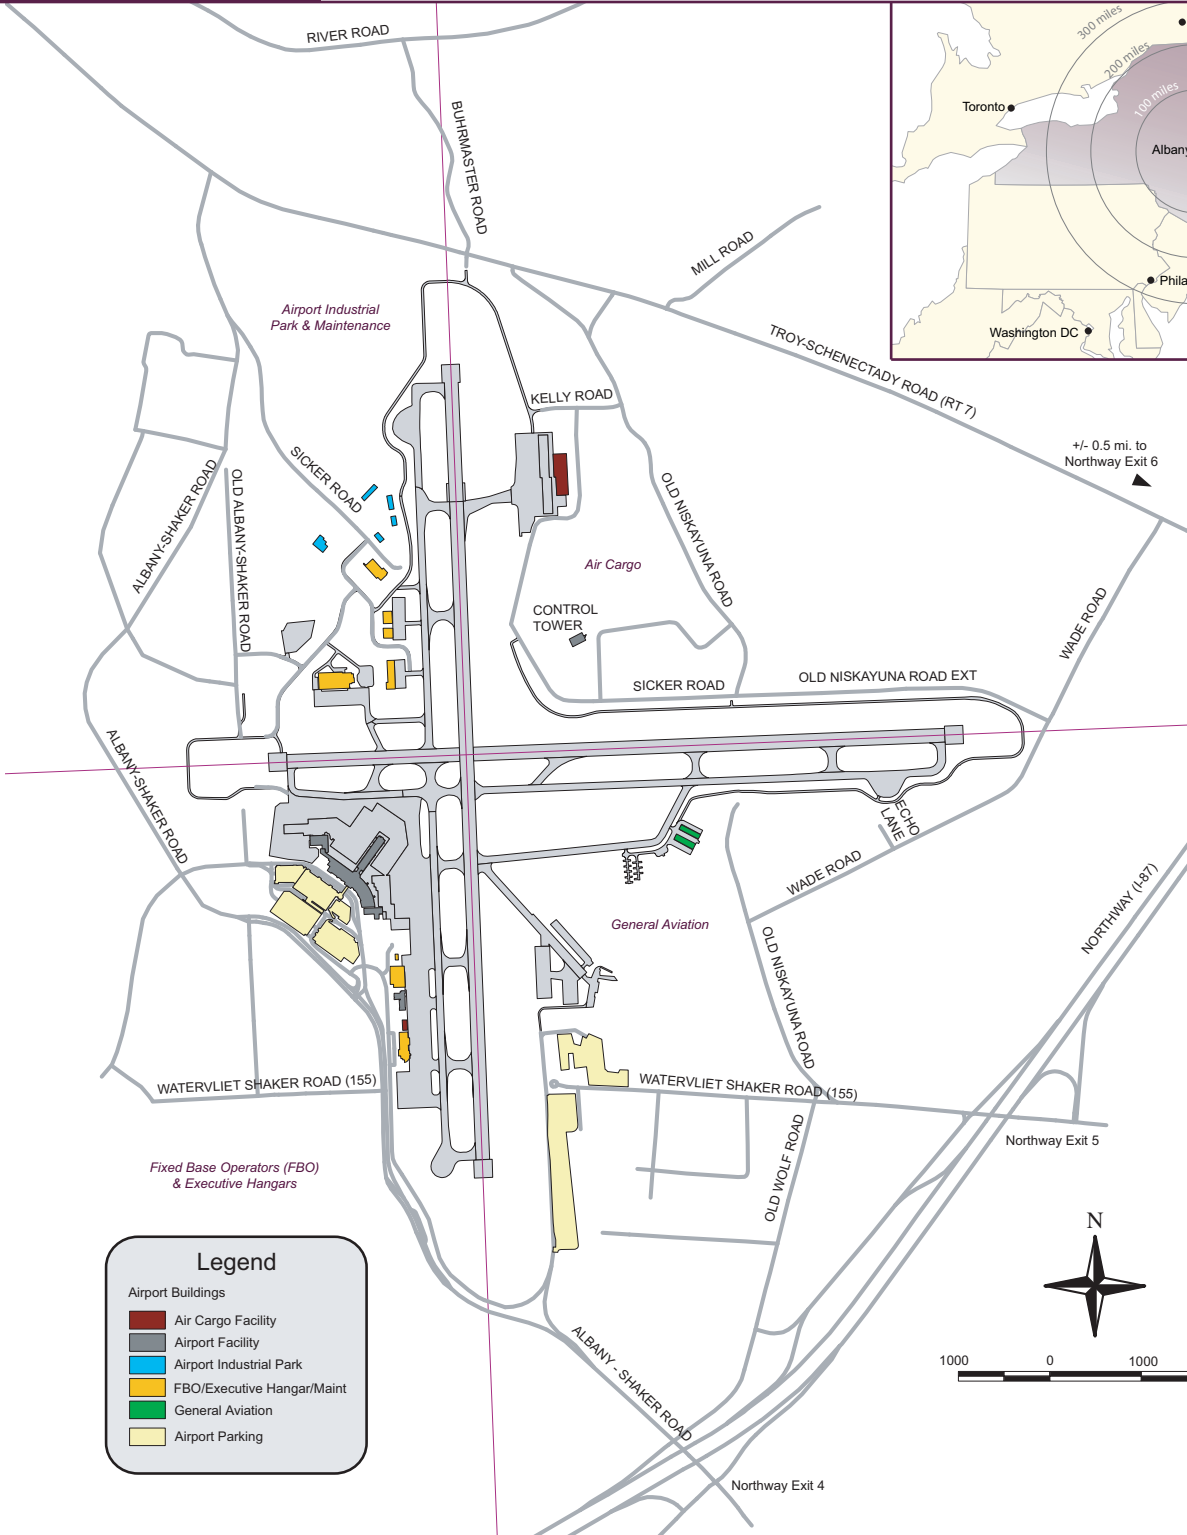 RIVER ROAD
BUHRMASTER ROAD
300 miles
200 miles
100 miles
Toronto
Albany
Phila
Washington DC
MILL ROAD
Airport Industrial
Park & Maintenance
TROY-SCHENECTADY ROAD (RT 7)
KELLY ROAD
+/- 0.5 mi. to
Northway Exit 6
SICKER ROAD
ALBANY-SHAKER ROAD
OLD ALBANY-SHAKER ROAD
OLD NISKAYUNA ROAD
Air Cargo
CONTROL
TOWER
WADE ROAD
SICKER ROAD
OLD NISKAYUNA ROAD EXT
ALBANY-SHAKER ROAD
ECHO
LANE
WADE ROAD
NORTHWAY (I-87)
General Aviation
OLD NISKAYUNA ROAD
WATERVLIET SHAKER ROAD (155)
WATERVLIET SHAKER ROAD (155)
Northway Exit 5
OLD WOLF ROAD
Fixed Base Operators (FBO)
& Executive Hangars
N
Legend
Airport Buildings
Air Cargo Facility
Airport Facility
Airport Industrial Park
FBO/Executive Hangar/Maint
General Aviation
Airport Parking
1000 0 1000
ALBANY - SHAKER ROAD
Northway Exit 4